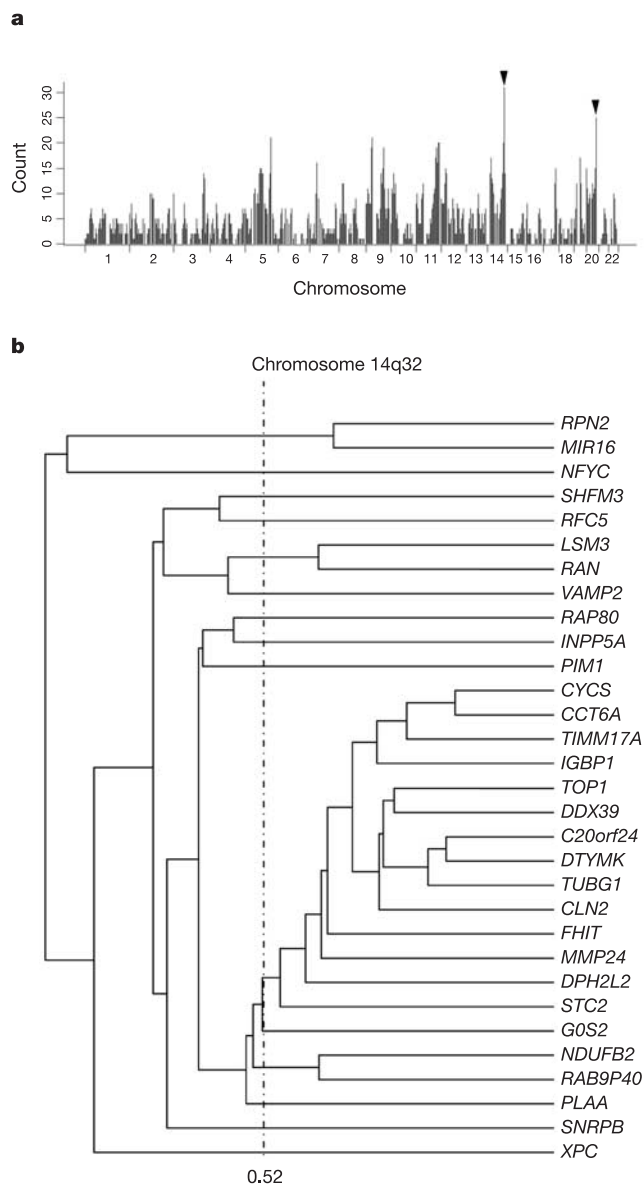 a
30
25
20
15
10
5
0
Count
1 2 3 4 5 6 7 8 9 10 11 12 13 14 15 16 18 20 22
Chromosome
b
Chromosome 14q32
RPN2
MIR16
NFYC
SHFM3
RFC5
LSM3
RAN
VAMP2
RAP80
INPP5A
PIM1
CYCS
CCT6A
TIMM17A
IGBP1
TOP1
DDX39
C20orf24
DTYMK
TUBG1
CLN2
FHIT
MMP24
DPH2L2
STC2
G0S2
NDUFB2
RAB9P40
PLAA
SNRPB
XPC
0.52